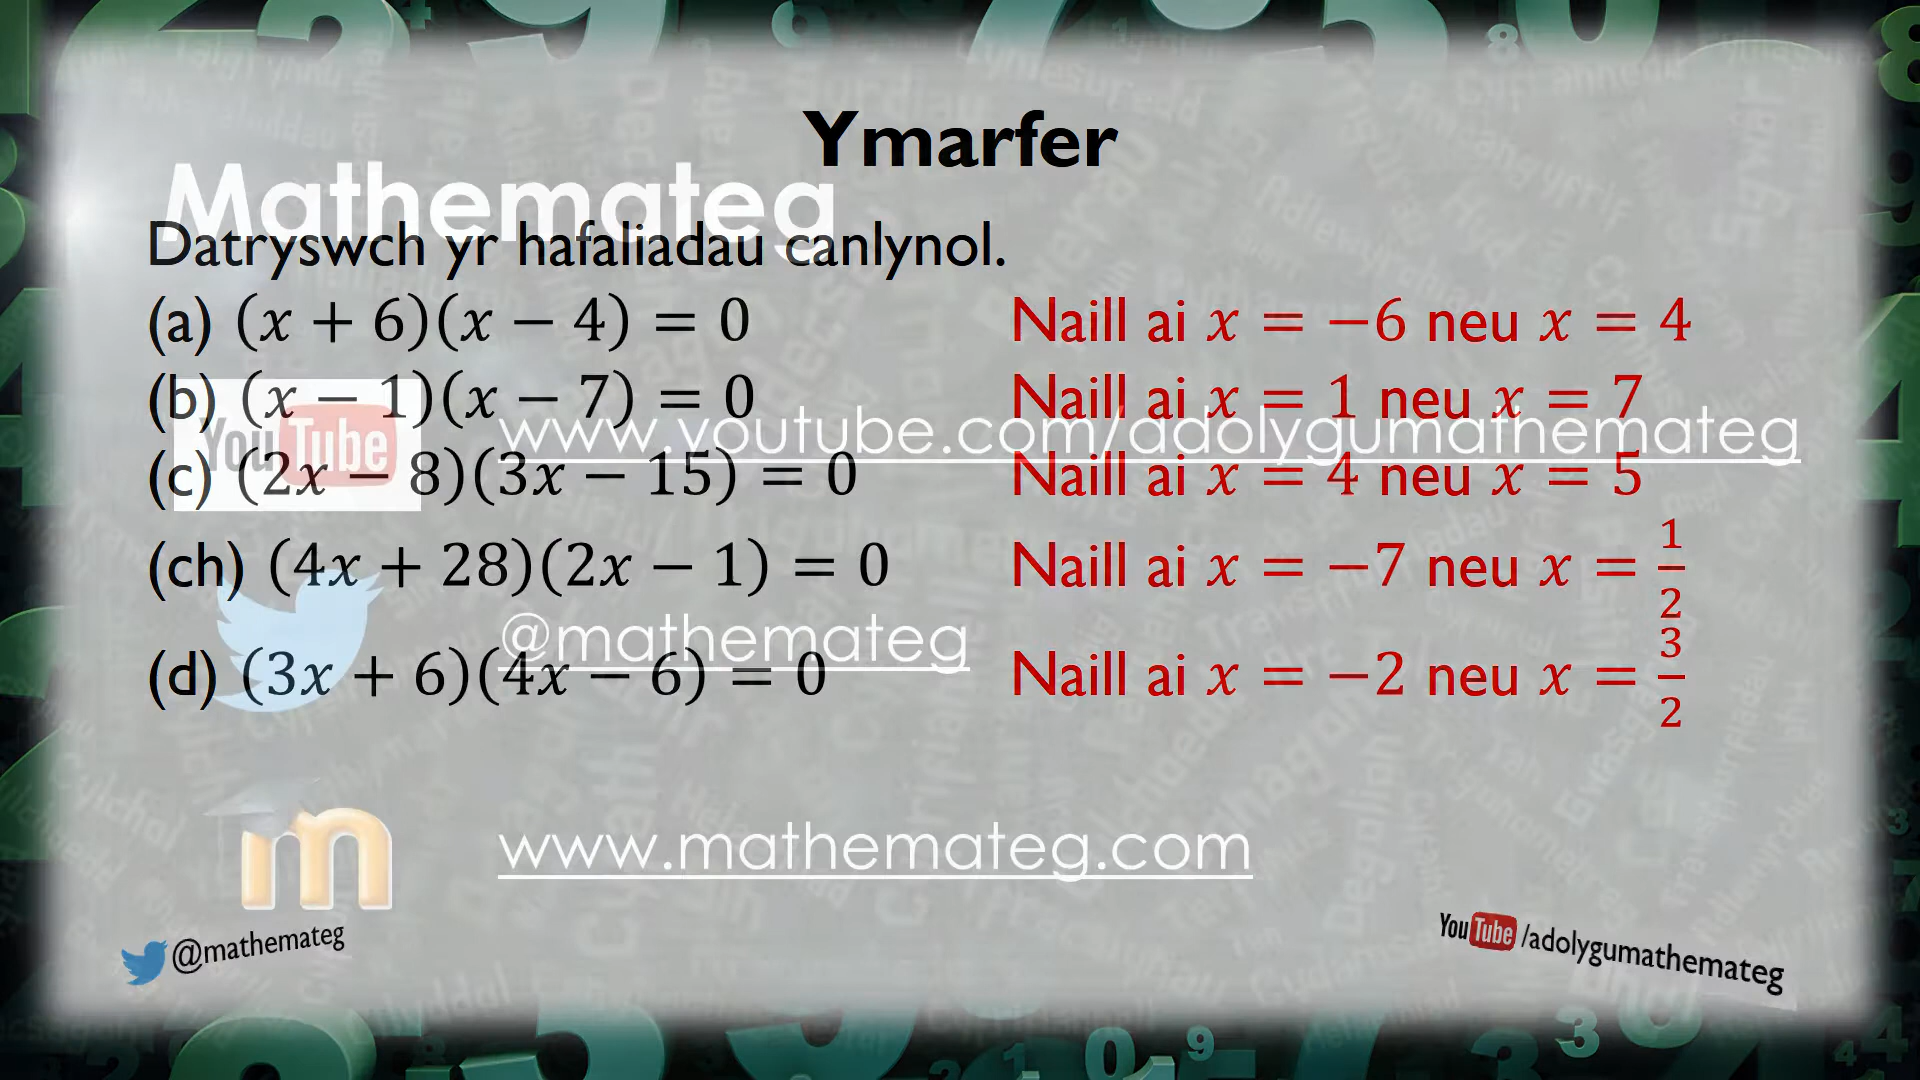 Ymarfer
Mathemateg
Datryswch yr hafaliadau canlynol.
(a) (x + 6)(x − 4) = 0 Naill ai x = −6 neu x = 4
(b) (x − 1)(x − 7) = 0 Naill ai x = 1 neu x = 7
YouTube www.youtube.com/adolygumathemateg
(c) (2x − 8)(3x − 15) = 0 Naill ai x = 4 neu x = 5
(ch) (4x + 28)(2x − 1) = 0 Naill ai x = −7 neu x = 1/2
@mathemateg
(d) (3x + 6)(4x − 6) = 0 Naill ai x = −2 neu x = 3/2
m www.mathemateg.com
@mathemateg
YouTube /adolygumathemateg